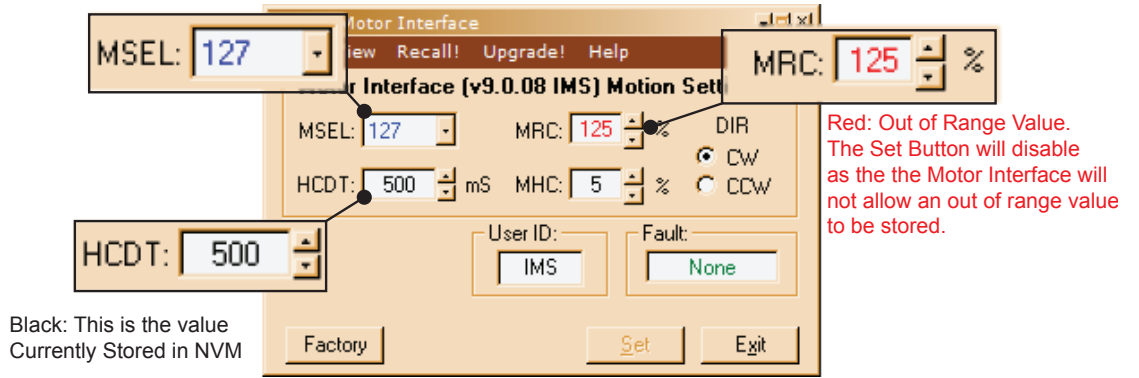 Motor Interface
MSEL: 127
iew Recall! Upgrade! Help
MRC: 125 %
Motor Interface (v9.0.08 IMS) Motion Sett
MSEL: 127 MRC: 125 % DIR
CW
HCDT: 500 mS MHC: 5 % CCW
Red: Out of Range Value.
The Set Button will disable
as the the Motor Interface will
not allow an out of range value
to be stored.
HCDT: 500
User ID: Fault:
IMS None
Black: This is the value
Currently Stored in NVM
Factory Set Exit